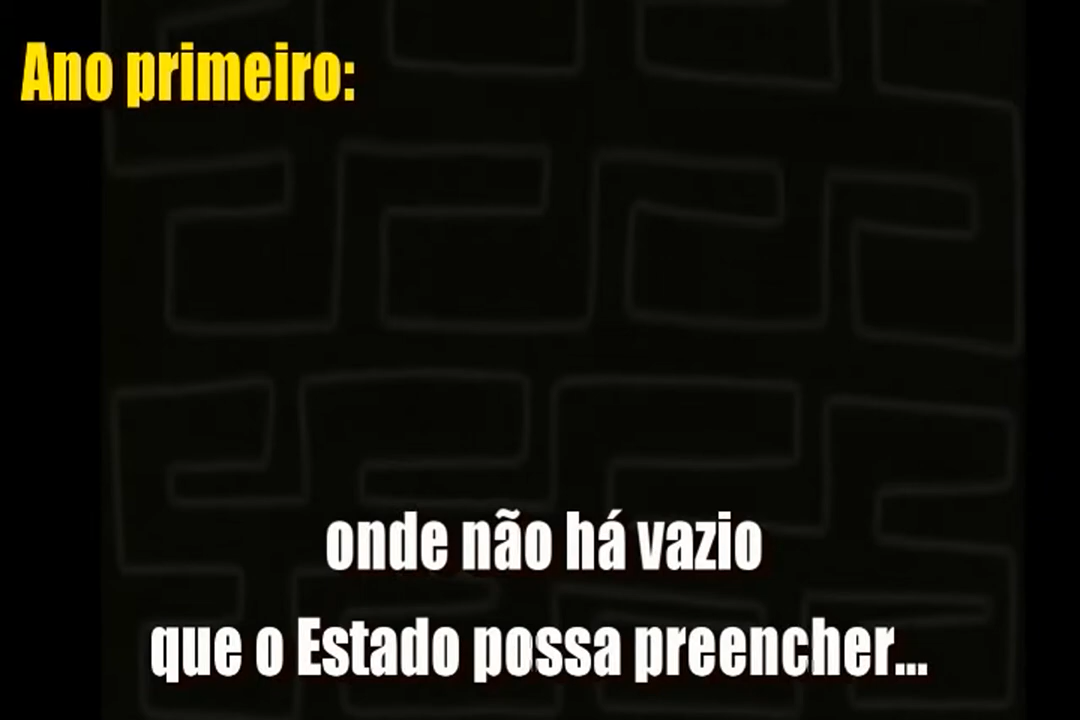 Ano primeiro:
onde não há vazio
que o Estado possa preencher...